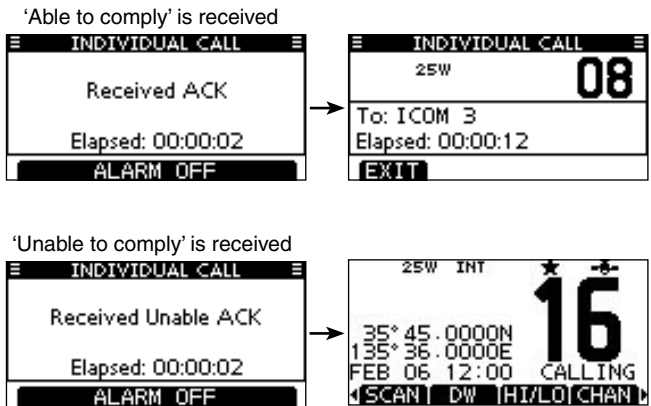 ‘Able to comply’ is received
INDIVIDUAL CALL
Received ACK
Elapsed: 00:00:02
ALARM OFF
INDIVIDUAL CALL
25W
08
To: ICOM 3
Elapsed: 00:00:12
EXIT
‘Unable to comply’ is received
INDIVIDUAL CALL
Received Unable ACK
Elapsed: 00:00:02
ALARM OFF
25W INT
16
35° 45.0000N
135° 36.0000E
FEB 06 12:00 CALLING
SCAN DW HI/LO CHAN